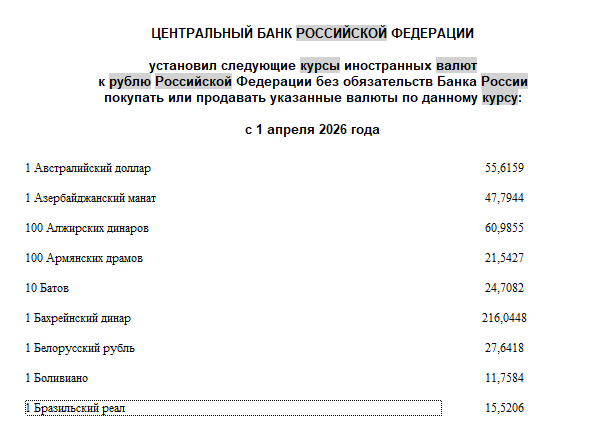 ЦЕНТРАЛЬНЫЙ БАНК РОССИЙСКОЙ ФЕДЕРАЦИИ
установил следующие курсы иностранных валют
к рублю Российской Федерации без обязательств Банка России
покупать или продавать указанные валюты по данному курсу:
с 1 апреля 2026 года
1 Австралийский доллар 55,6159
1 Азербайджанский манат 47,7944
100 Алжирских динаров 60,9855
100 Армянских драмов 21,5427
10 Батов 24,7082
1 Бахрейнский динар 216,0448
1 Белорусский рубль 27,6418
1 Боливиано 11,7584
1 Бразильский реал 15,5206